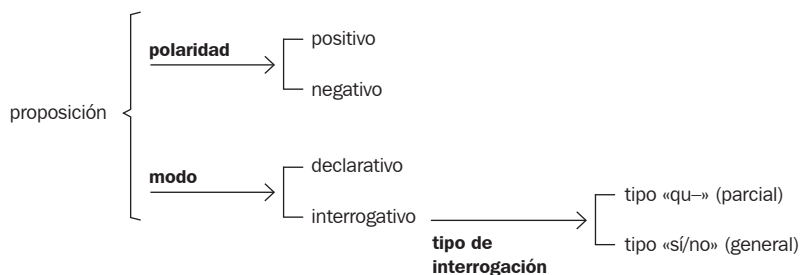 polaridad
positivo
negativo
proposición
modo
declarativo
interrogativo
tipo de
interrogación
tipo «qu–» (parcial)
tipo «sí/no» (general)